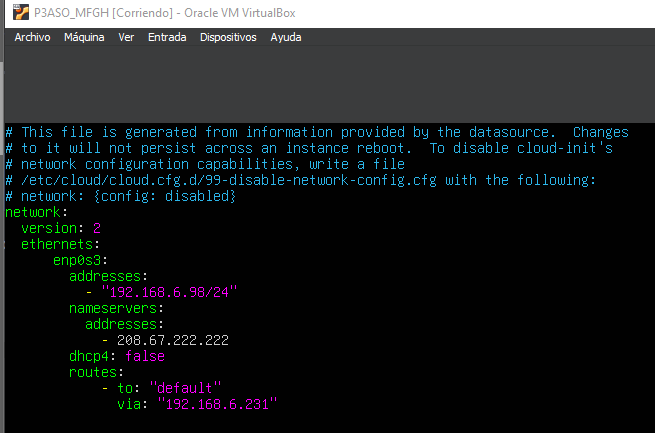 P3ASO_MFGH [Corriendo] - Oracle VM VirtualBox
Archivo Máquina Ver Entrada Dispositivos Ayuda
# This file is generated from information provided by the datasource.  Changes
# to it will not persist across an instance reboot.  To disable cloud-init's
# network configuration capabilities, write a file
# /etc/cloud/cloud.cfg.d/99-disable-network-config.cfg with the following:
# network: {config: disabled}
network:
  version: 2
  ethernets:
      enp0s3:
        addresses:
          - "192.168.6.98/24"
        nameservers:
          addresses:
            - 208.67.222.222
        dhcp4: false
        routes:
            - to: "default"
              via: "192.168.6.231"